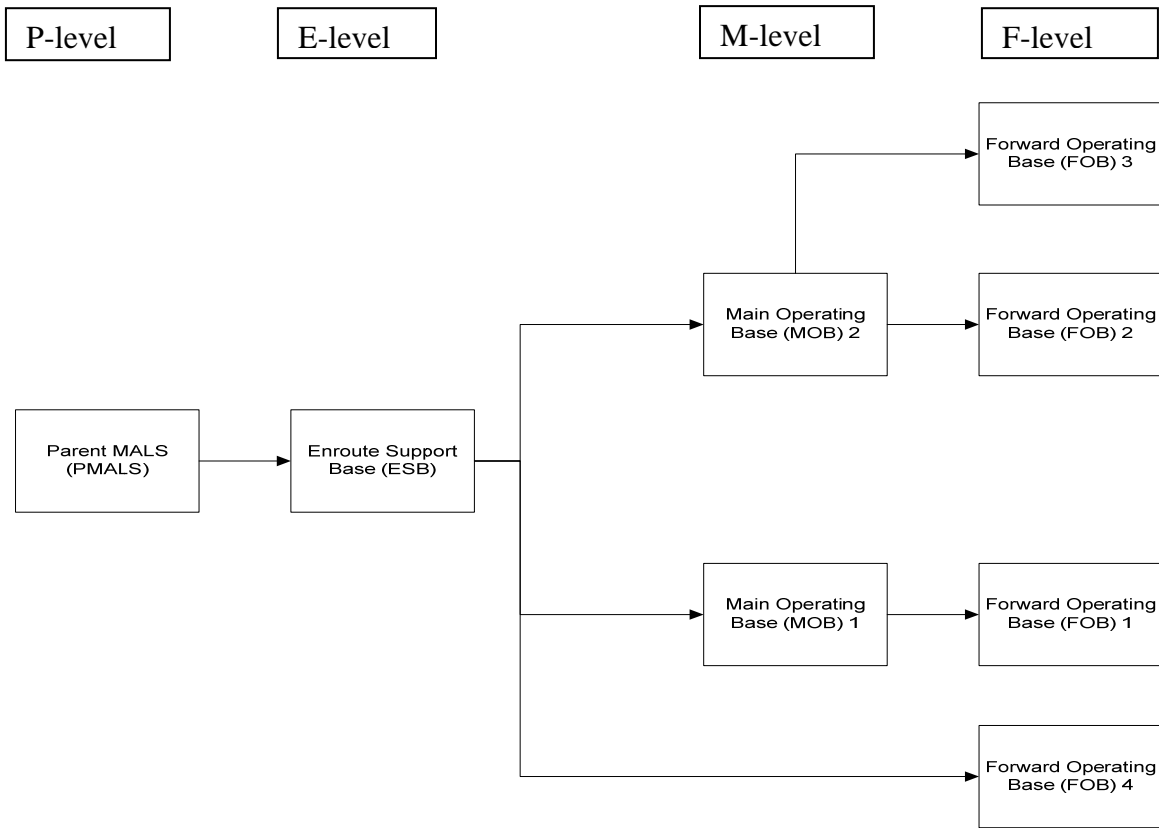 P-level
E-level
M-level
F-level
Forward Operating
Base (FOB) 3
Main Operating
Base (MOB) 2
Forward Operating
Base (FOB) 2
Parent MALS
(PMALS)
Enroute Support
Base (ESB)
Main Operating
Base (MOB) 1
Forward Operating
Base (FOB) 1
Forward Operating
Base (FOB) 4